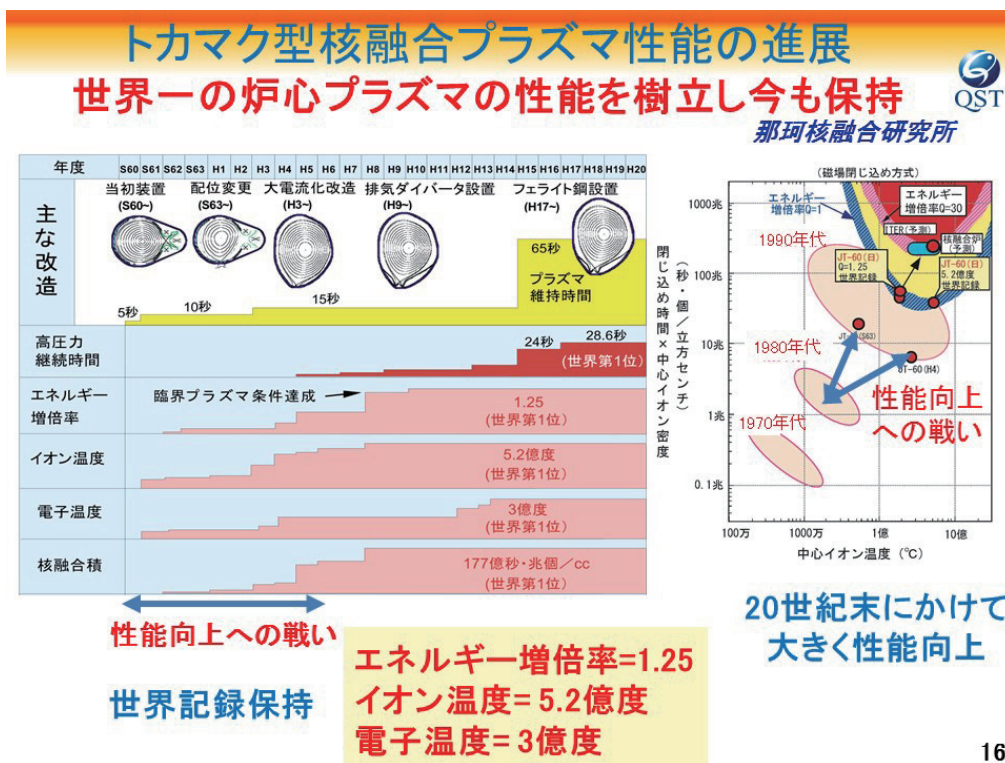 トカマク型核融合プラズマ性能の進展
世界一の炉心プラズマの性能を樹立し今も保持
QST
那珂核融合研究所
年度 S60 S61 S62 S63 H1 H2 H3 H4 H5 H6 H7 H8 H9 H10 H11 H12 H13 H14 H15 H16 H17 H18 H19 H20
主な改造
当初装置 配位変更 大電流化改造 排気ダイバータ設置 フェライト鋼設置
(S60~) (S63~) (H3~) (H9~) (H17~)
65秒
プラズマ
維持時間
5秒 10秒 15秒
高圧力
継続時間
24秒 28.6秒
(世界第1位)
エネルギー
増倍率
臨界プラズマ条件達成
1.25
(世界第1位)
イオン温度
5.2億度
(世界第1位)
電子温度
3億度
(世界第1位)
核融合積
177億秒・兆個/cc
(世界第1位)
性能向上への戦い
世界記録保持
エネルギー増倍率=1.25
イオン温度=5.2億度
電子温度=3億度
(磁場閉じ込め方式)
閉じ込め時間×中心イオン密度
(秒・個/立方センチ)
1000兆
100兆
10兆
1兆
0.1兆
エネルギー
増倍率Q=1
エネルギー
増倍率Q=30
ITER(予測)
核融合炉
(予測)
1990年代
JT-60(日)
Q=1.25
世界記録
JT-60(日)
5.2億度
世界記録
(S63)
1980年代
JT-60(H4)
1970年代
性能向上
への戦い
100万 1000万 1億 10億
中心イオン温度 (℃)
20世紀末にかけて
大きく性能向上
16